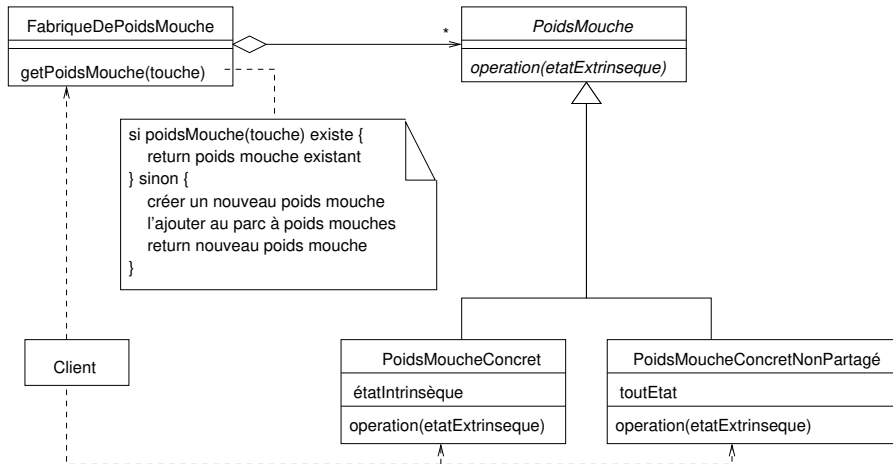 FabriqueDePoidsMouche
getPoidsMouche(touche)
*
PoidsMouche
operation(etatExtrinseque)
si poidsMouche(touche) existe {
return poids mouche existant
} sinon {
créer un nouveau poids mouche
l'ajouter au parc à poids mouches
return nouveau poids mouche
}
Client
PoidsMoucheConcret
étatIntrinsèque
operation(etatExtrinseque)
PoidsMoucheConcretNonPartagé
toutEtat
operation(etatExtrinseque)